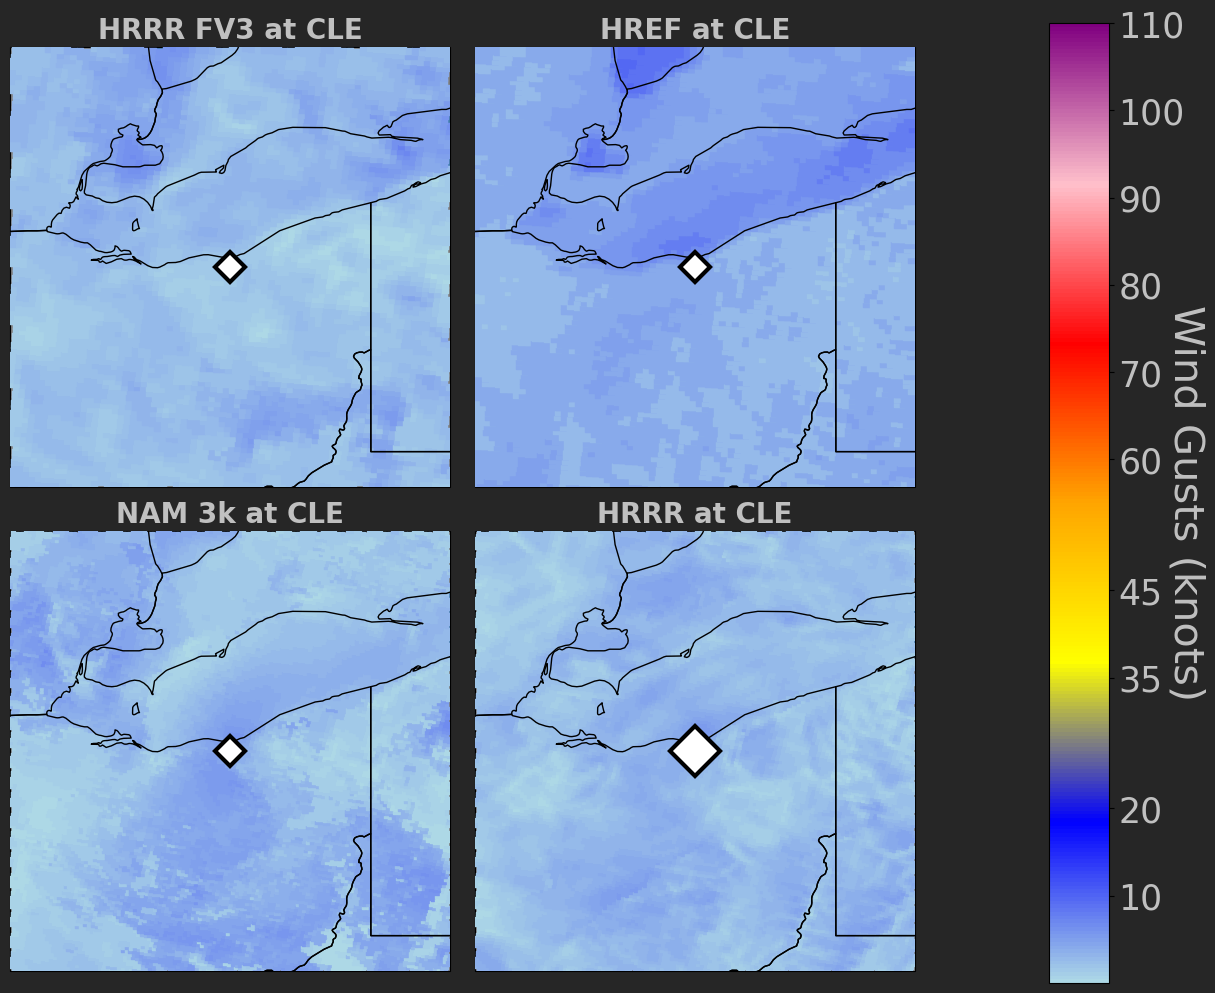 HRRR FV3 at CLE
HREF at CLE
NAM 3k at CLE
HRRR at CLE
110
100
90
80
70
60
45
35
20
10
Wind Gusts (knots)